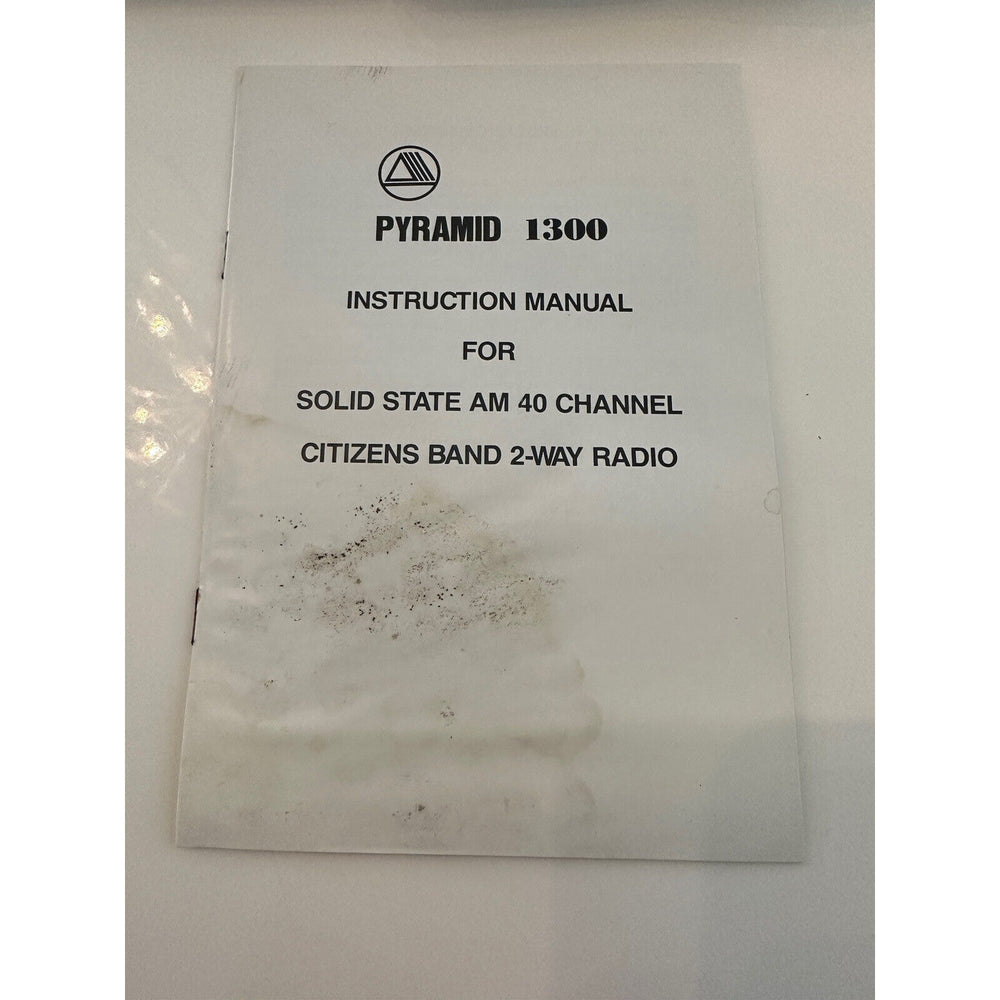 PYRAMID 1300
INSTRUCTION MANUAL
FOR
SOLID STATE AM 40 CHANNEL
CITIZENS BAND 2-WAY RADIO